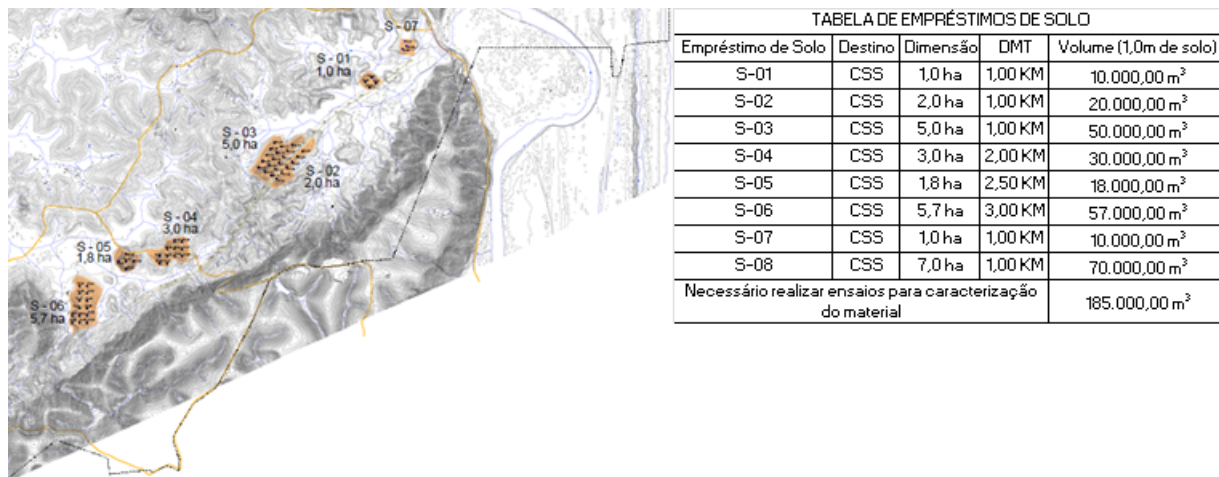 S - 07
S - 01
1,0 ha
S - 03
5,0 ha
S - 02
2,0 ha
S - 04
3,0 ha
S - 05
1,8 ha
S - 06
5,7 ha
TABELA DE EMPRÉSTIMOS DE SOLO
Empréstimo de Solo Destino Dimensão DMT Volume (1,0m de solo)
S-01 CSS 1,0 ha 1,00 KM 10.000,00 m³
S-02 CSS 2,0 ha 1,00 KM 20.000,00 m³
S-03 CSS 5,0 ha 1,00 KM 50.000,00 m³
S-04 CSS 3,0 ha 2,00 KM 30.000,00 m³
S-05 CSS 1,8 ha 2,50 KM 18.000,00 m³
S-06 CSS 5,7 ha 3,00 KM 57.000,00 m³
S-07 CSS 1,0 ha 1,00 KM 10.000,00 m³
S-08 CSS 7,0 ha 1,00 KM 70.000,00 m³
Necessário realizar ensaios para caracterização
do material 185.000,00 m³